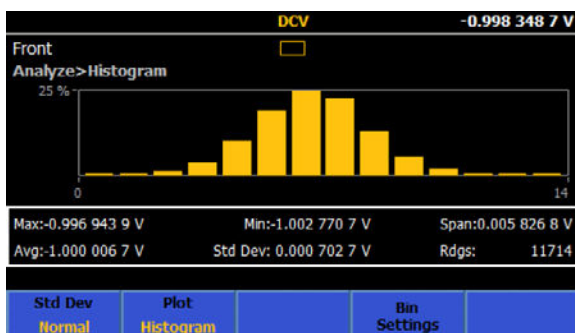 DCV -0.998 348 7 V
Front
Analyze>Histogram
25 %
0 14
Max:-0.996 943 9 V Min:-1.002 770 7 V Span:0.005 826 8 V
Avg:-1.000 006 7 V Std Dev: 0.000 702 7 V Rdgs: 11714
Std Dev Plot Bin
Normal Histogram Settings